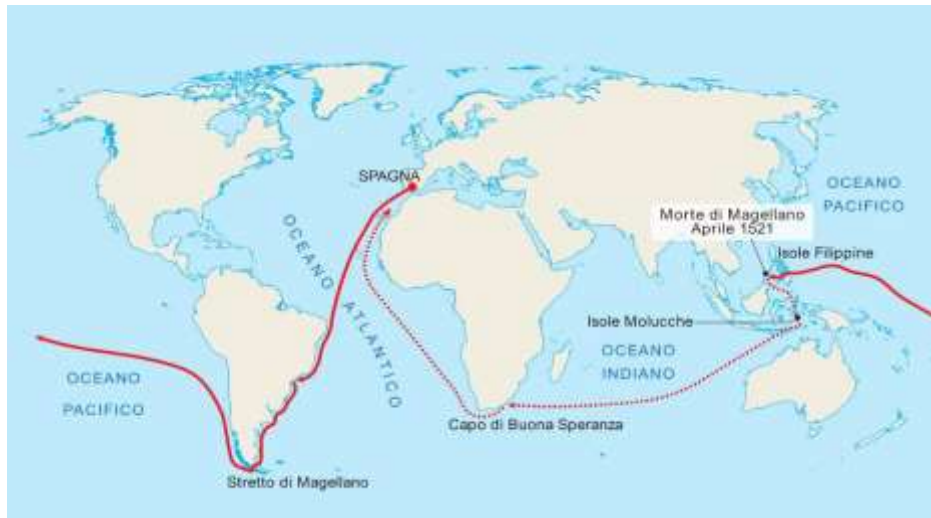 SPAGNA
OCEANO
PACIFICO
Morte di Magellano
Aprile 1521
Isole Filippine
OCEANO ATLANTICO
Isole Molucche
OCEANO
INDIANO
OCEANO
PACIFICO
Capo di Buona Speranza
Stretto di Magellano